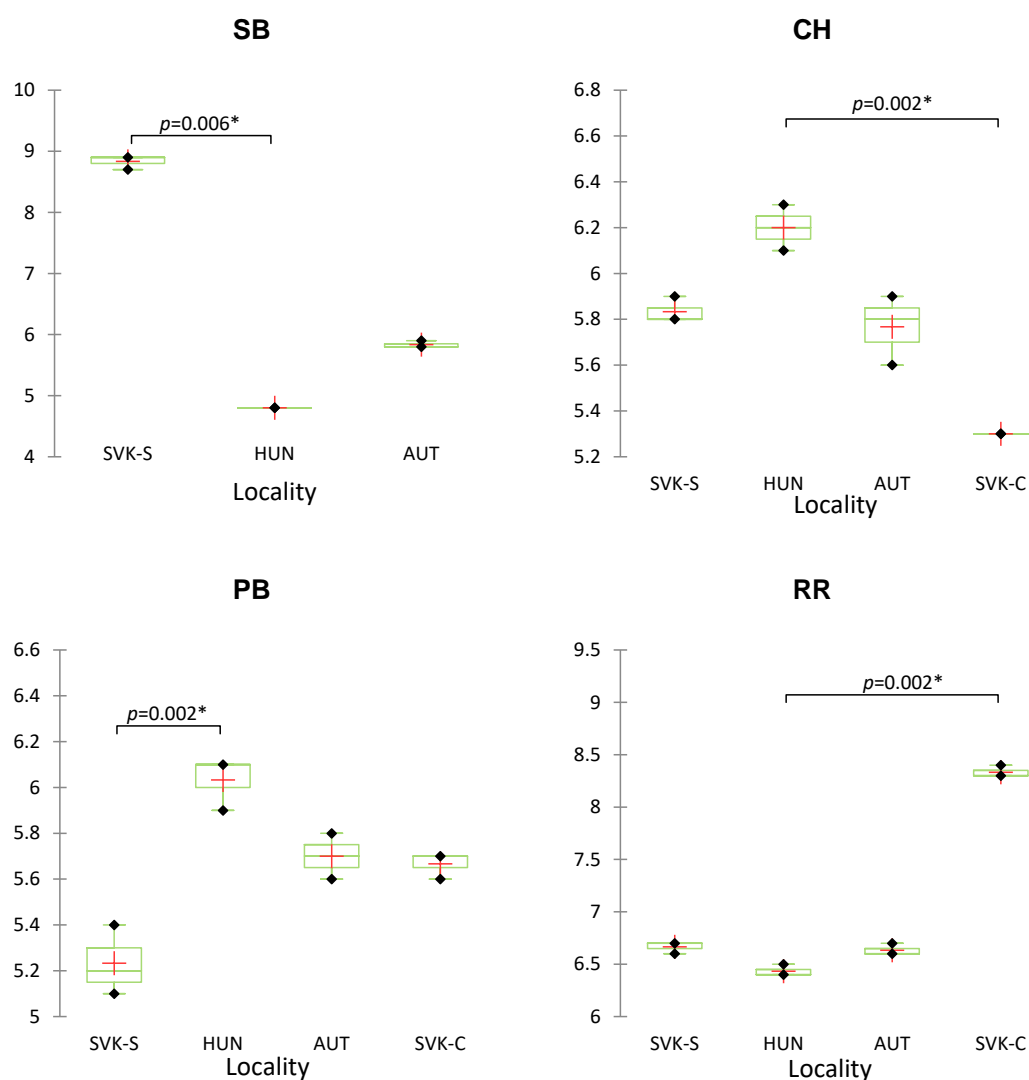 SB
10
9
8
7
6
5
4
p=0.006*
SVK-S HUN AUT
Locality
CH
6.8
6.6
6.4
6.2
6
5.8
5.6
5.4
5.2
p=0.002*
SVK-S HUN AUT SVK-C
Locality
PB
6.6
6.4
6.2
6
5.8
5.6
5.4
5.2
5
p=0.002*
SVK-S HUN AUT SVK-C
Locality
RR
9.5
9
8.5
8
7.5
7
6.5
6
p=0.002*
SVK-S HUN AUT SVK-C
Locality